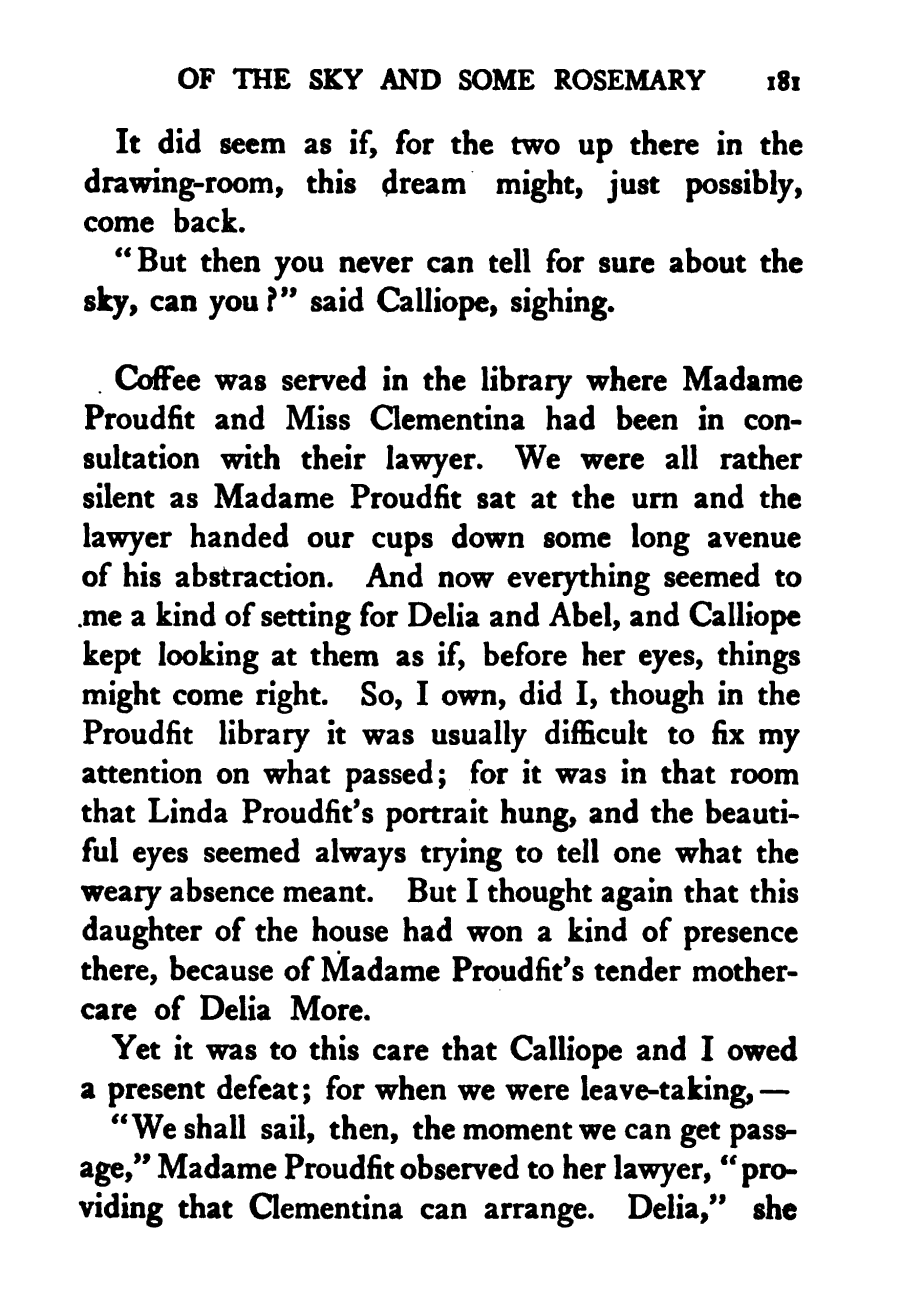 OF THE SKY AND SOME ROSEMARY 181
It did seem as if, for the two up there in the
drawing-room, this dream might, just possibly,
come back.
"But then you never can tell for sure about the
sky, can you?" said Calliope, sighing.
Coffee was served in the library where Madame
Proudfit and Miss Clementina had been in con-
sultation with their lawyer. We were all rather
silent as Madame Proudfit sat at the urn and the
lawyer handed our cups down some long avenue
of his abstraction. And now everything seemed to
me a kind of setting for Delia and Abel, and Calliope
kept looking at them as if, before her eyes, things
might come right. So, I own, did I, though in the
Proudfit library it was usually difficult to fix my
attention on what passed; for it was in that room
that Linda Proudfit's portrait hung, and the beauti-
ful eyes seemed always trying to tell one what the
weary absence meant. But I thought again that this
daughter of the house had won a kind of presence
there, because of Madame Proudfit's tender mother-
care of Delia More.
Yet it was to this care that Calliope and I owed
a present defeat; for when we were leave-taking,—
"We shall sail, then, the moment we can get pass-
age," Madame Proudfit observed to her lawyer, "pro-
viding that Clementina can arrange. Delia," she